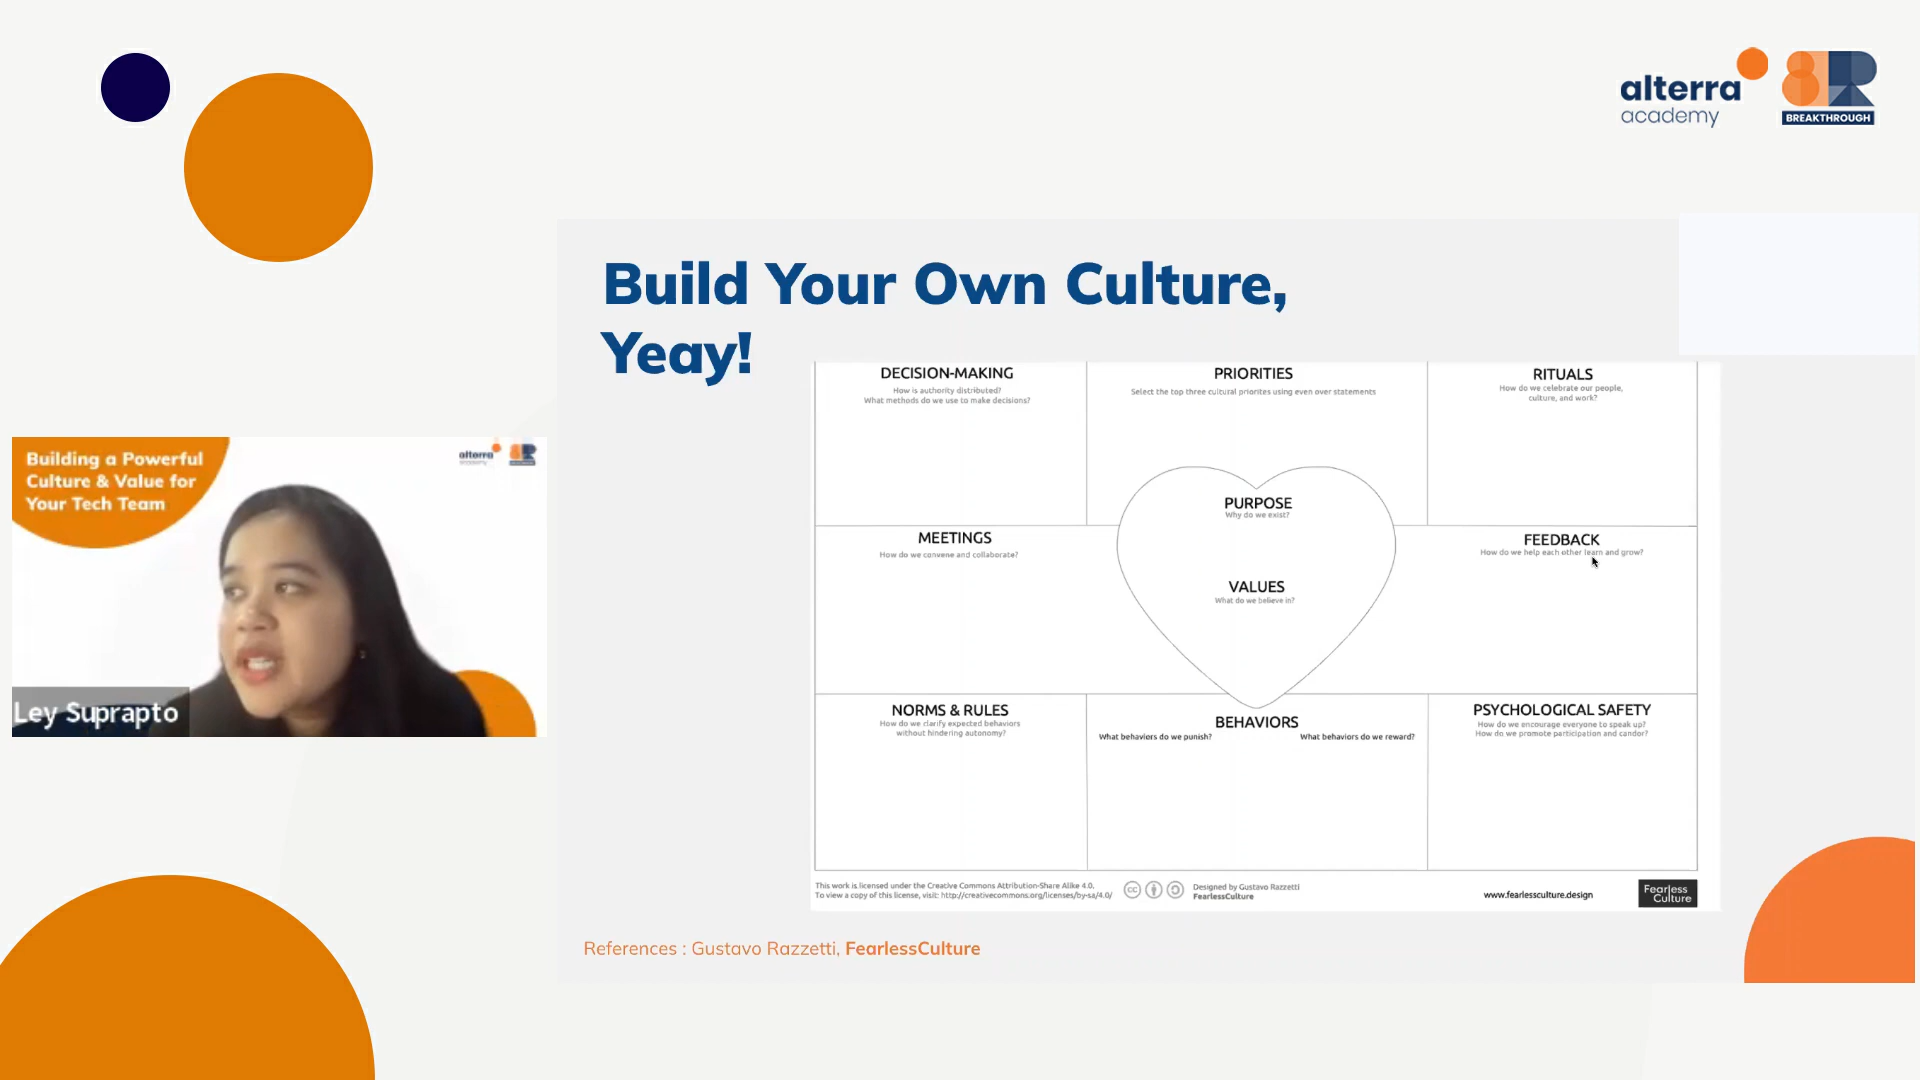 alterra
academy
BREAKTHROUGH
Build Your Own Culture,
Yeay!
DECISION-MAKING
How is authority distributed?
What methods do we use to make decisions?
PRIORITIES
Select the top three cultural priorites using even over statements
RITUALS
How do we celebrate our people,
culture, and work?
PURPOSE
Why do we exist?
VALUES
What do we believe in?
MEETINGS
How do we convene and collaborate?
FEEDBACK
How do we help each other learn and grow?
NORMS & RULES
How do we clarify expected behaviors
without hindering autonomy?
BEHAVIORS
What behaviors do we punish?
What behaviors do we reward?
PSYCHOLOGICAL SAFETY
How do we encourage everyone to speak up?
How do we promote participation and candor?
This work is licensed under the Creative Commons Attribution-Share Alike 4.0.
To view a copy of this license, visit: http://creativecommons.org/licenses/by-sa/4.0/
Designed by Gustavo Razzetti
FearlessCulture
www.fearlessculture.design
Fearless
Culture
References : Gustavo Razzetti, FearlessCulture
Building a Powerful
Culture & Value for
Your Tech Team
alterra
Ley Suprapto